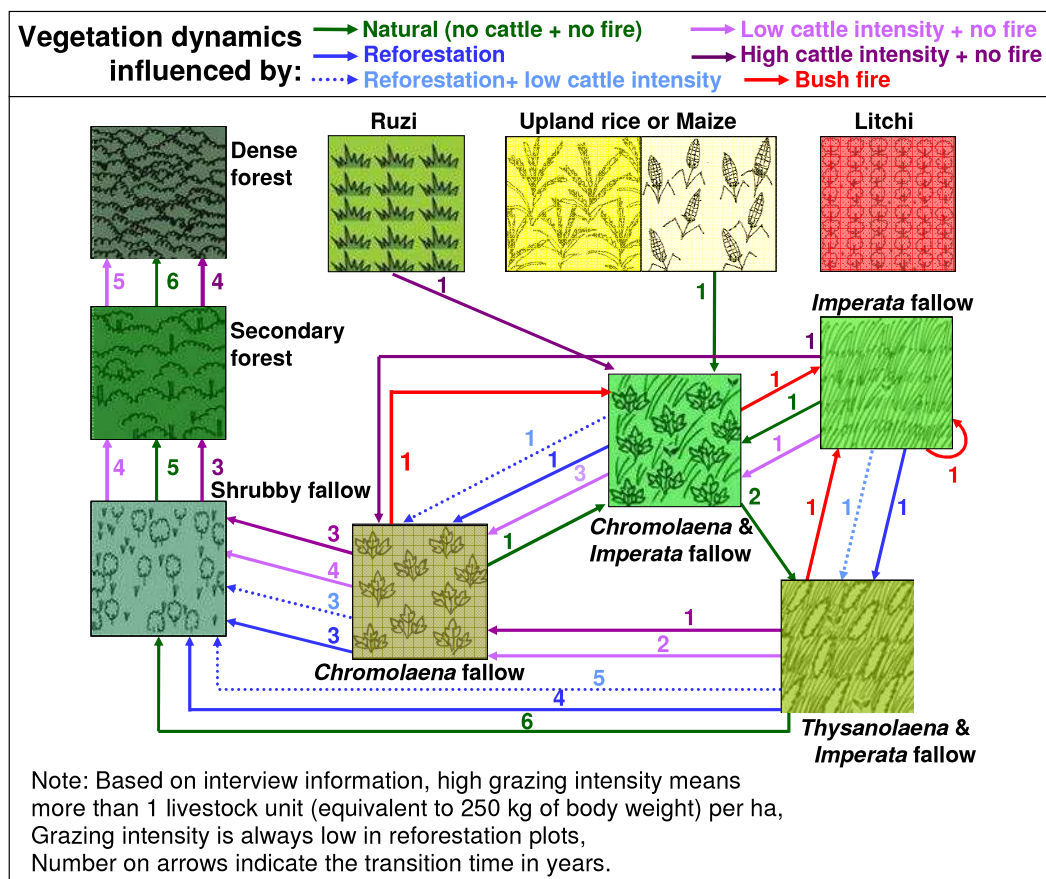 Vegetation dynamics
influenced by:
Natural (no cattle + no fire)
Low cattle intensity + no fire
Reforestation
High cattle intensity + no fire
Reforestation+ low cattle intensity
Bush fire
Ruzi
Upland rice or Maize
Litchi
Dense
forest
5
6
4
1
1
Imperata fallow
Secondary
forest
1
1
1
1
1
1
1
3
1
1
4
5
3
Shrubby fallow
2
1
1
1
1
Chromolaena &
Imperata fallow
3
4
3
3
1
2
Chromolaena fallow
5
4
6
Thysanolaena &
Imperata fallow
Note: Based on interview information, high grazing intensity means
more than 1 livestock unit (equivalent to 250 kg of body weight) per ha,
Grazing intensity is always low in reforestation plots,
Number on arrows indicate the transition time in years.